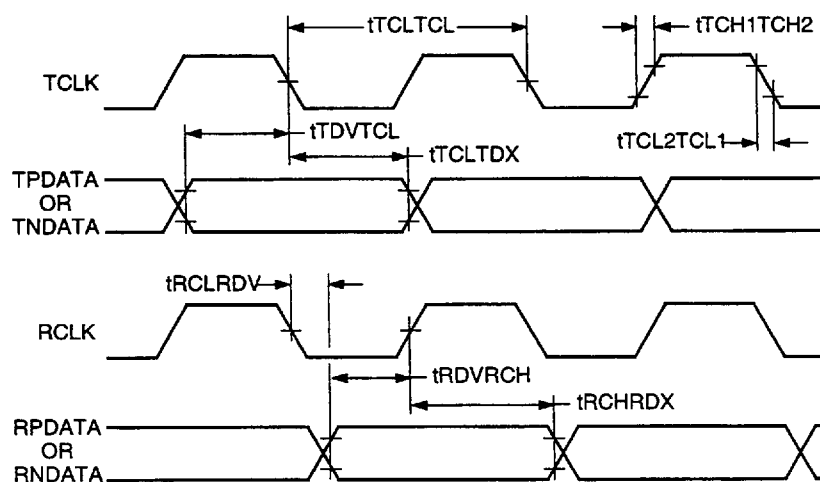 tTCLTCL
tTCH1TCH2
TCLK
tTDVTCL
tTCLTDX
tTCL2TCL1
TPDATA
OR
TNDATA
tRCLRDV
RCLK
tRDVRCH
tRCHRDX
RPDATA
OR
RNDATA